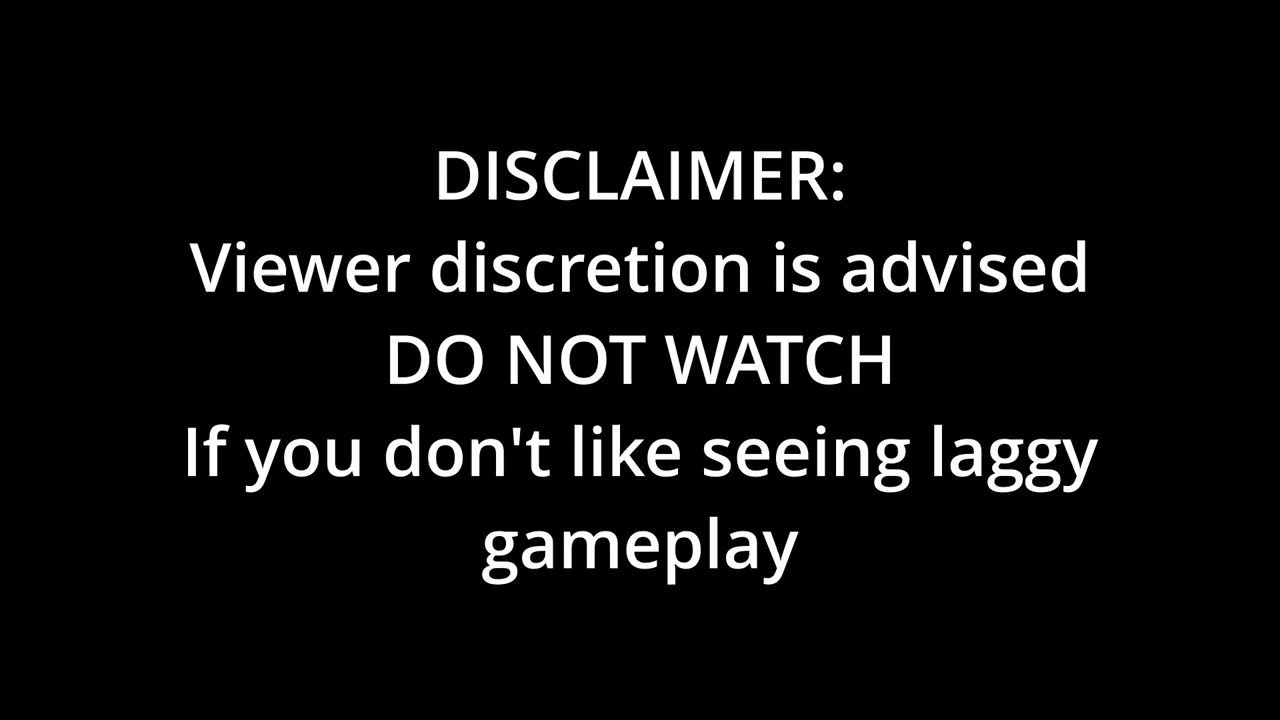 DISCLAIMER:
Viewer discretion is advised
DO NOT WATCH
If you don't like seeing laggy
gameplay